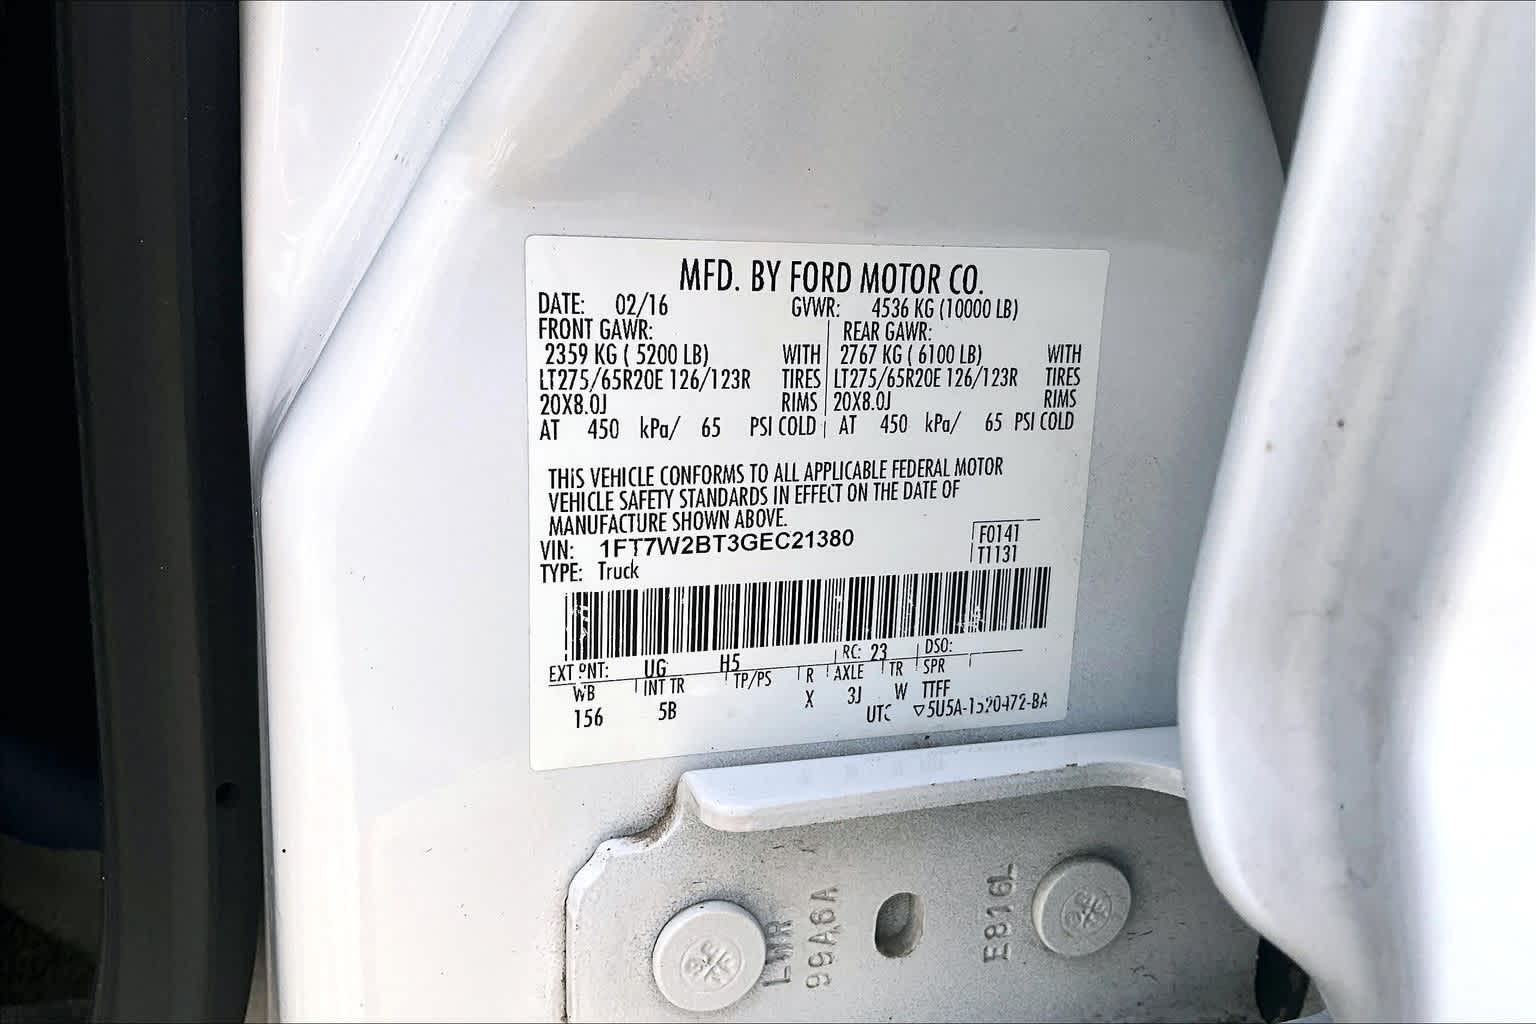 MFD. BY FORD MOTOR CO.
DATE: 02/16 GVWR: 4536 KG (10000 LB)
FRONT GAWR: REAR GAWR:
2359 KG ( 5200 LB) WITH 2767 KG ( 6100 LB) WITH
LT275/65R20E 126/123R TIRES LT275/65R20E 126/123R TIRES
20X8.0J RIMS 20X8.0J RIMS
AT 450 kPa/ 65 PSI COLD AT 450 kPa/ 65 PSI COLD
THIS VEHICLE CONFORMS TO ALL APPLICABLE FEDERAL MOTOR
VEHICLE SAFETY STANDARDS IN EFFECT ON THE DATE OF
MANUFACTURE SHOWN ABOVE.
VIN: 1FT7W2BT3GEC21380
F0141
T1131
TYPE: Truck
EXT PNT: UG H5 RC: 23 DSO:
WB INT TR TP/PS R AXLE TR SPR
156 5B X 3J W TTFF
UTC ▽5U5A-1520472-BA
99A6A
E816L